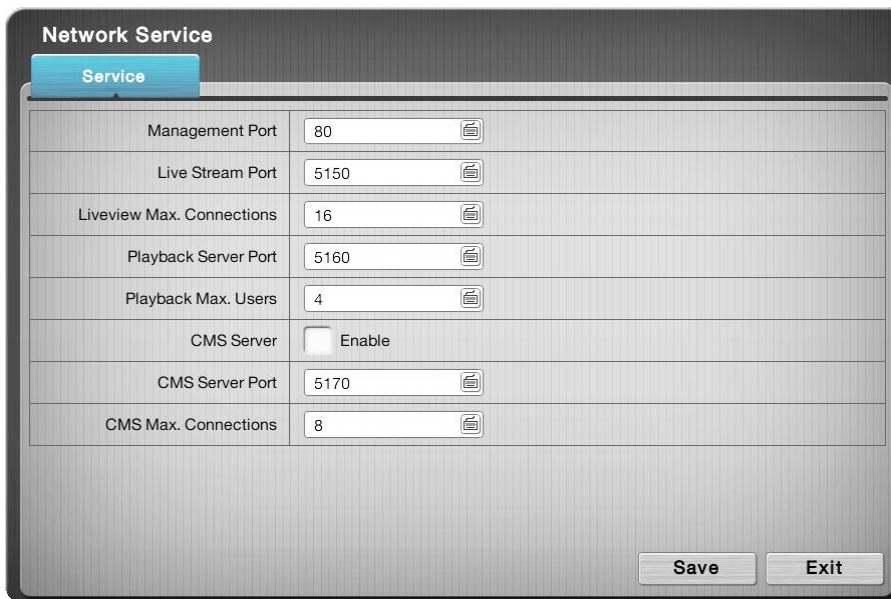 Network Service
Service
Management Port 80
Live Stream Port 5150
Liveview Max. Connections 16
Playback Server Port 5160
Playback Max. Users 4
CMS Server Enable
CMS Server Port 5170
CMS Max. Connections 8
Save Exit